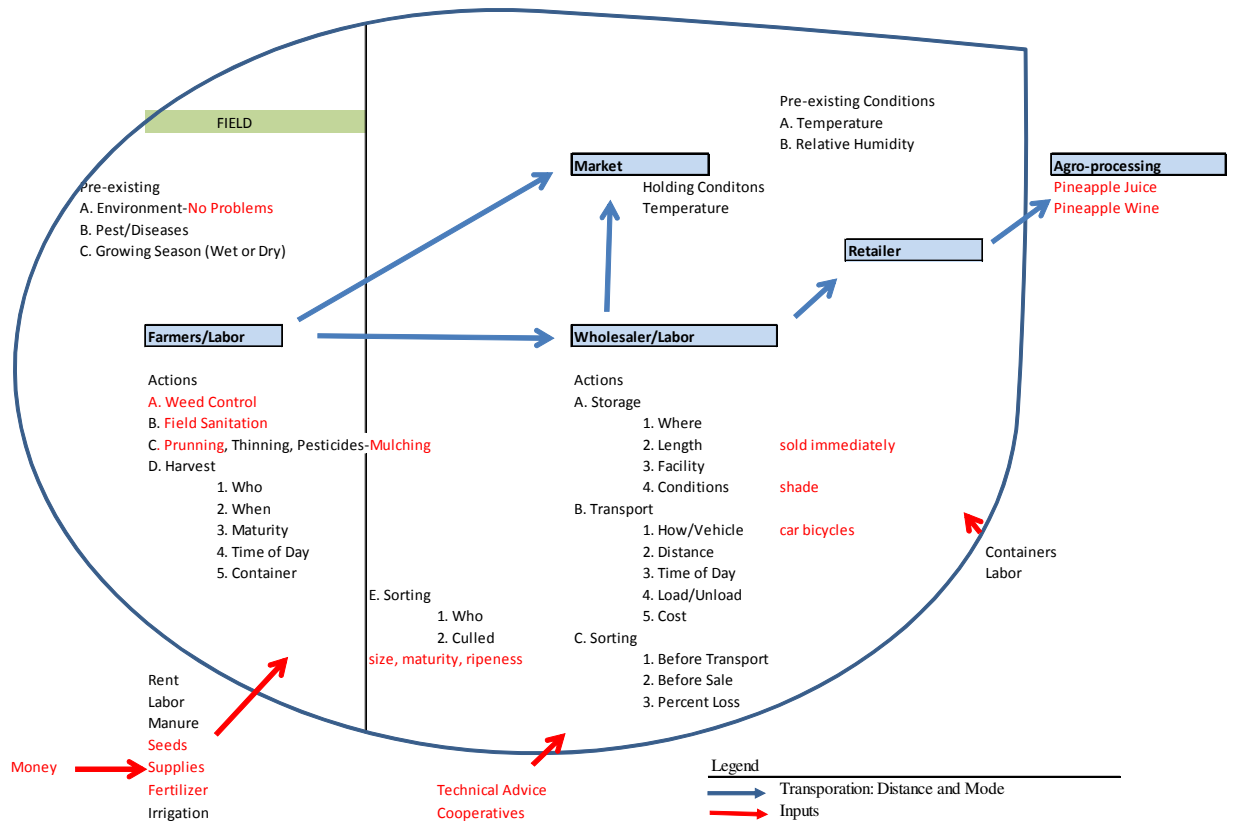 FIELD
Pre-existing
A. Environment-No Problems
B. Pest/Diseases
C. Growing Season (Wet or Dry)
Pre-existing Conditions
A. Temperature
B. Relative Humidity
Market
Holding Conditons
Temperature
Agro-processing
Pineapple Juice
Pineapple Wine
Retailer
Farmers/Labor
Wholesaler/Labor
Actions
A. Weed Control
B. Field Sanitation
C. Prunning, Thinning, Pesticides-Mulching
D. Harvest
1. Who
2. When
3. Maturity
4. Time of Day
5. Container
E. Sorting
1. Who
2. Culled
size, maturity, ripeness
Actions
A. Storage
1. Where
2. Length sold immediately
3. Facility
4. Conditions shade
B. Transport
1. How/Vehicle car bicycles
2. Distance
3. Time of Day
4. Load/Unload
5. Cost
C. Sorting
1. Before Transport
2. Before Sale
3. Percent Loss
Containers
Labor
Rent
Labor
Manure
Seeds
Money Supplies
Fertilizer
Irrigation
Technical Advice
Cooperatives
Legend
Transporation: Distance and Mode
Inputs